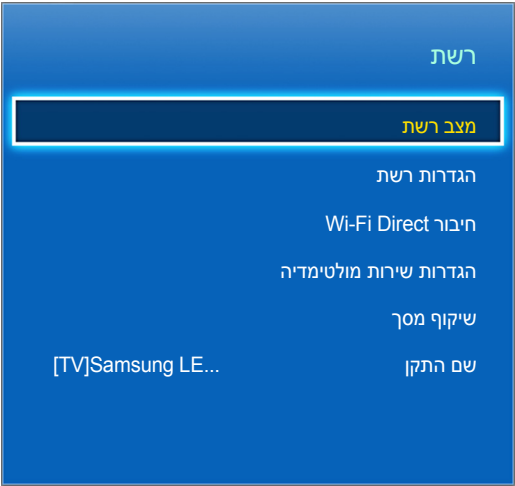 רשת
מצב רשת
הגדרות רשת
חיבור Wi-Fi Direct
הגדרות שירות מולטימדיה
שיקוף מסך
שם התקן [TV]Samsung LE...